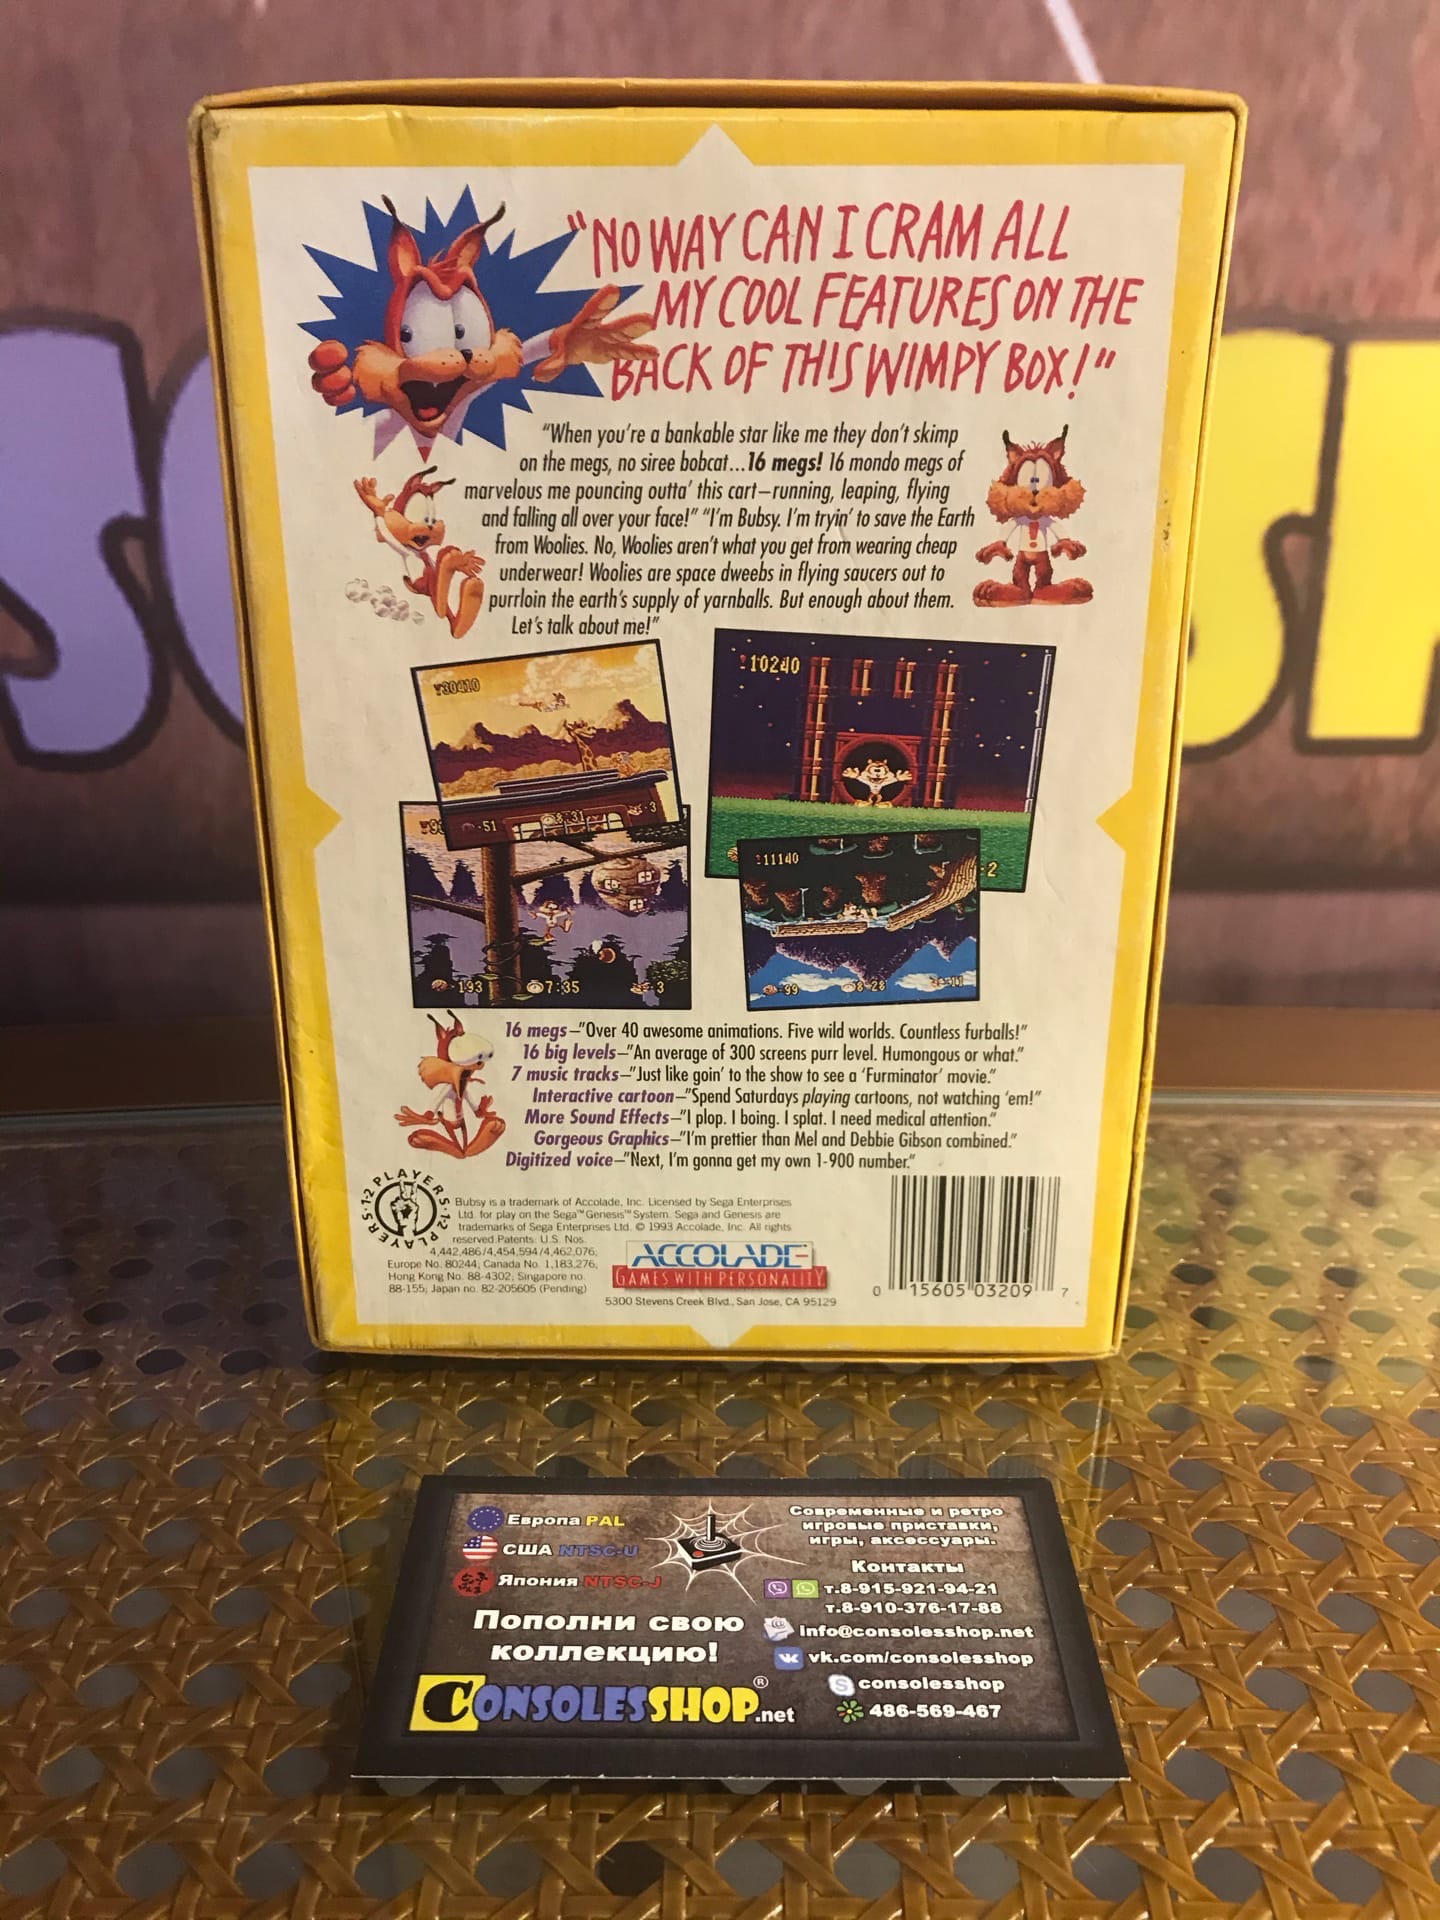 "NO WAY CAN I CRAM ALL
MY COOL FEATURES ON THE
BACK OF THIS WIMPY BOX!"
"When you're a bankable star like me they don't skimp
on the megs, no siree bobcat...16 megs! 16 mondo megs of
marvelous me pouncing outta' this cart—running, leaping, flying
and falling all over your face!" "I'm Bubsy. I'm tryin' to save the Earth
from Woolies. No, Woolies aren't what you get from wearing cheap
underwear! Woolies are space dweebs in flying saucers out to
purrloin the earth's supply of yarnballs. But enough about them.
Let's talk about me!"
30410
51
8:31
3
10240
2
193
7:35
3
11140
99
8:28
11
16 megs—"Over 40 awesome animations. Five wild worlds. Countless furballs!"
16 big levels—"An average of 300 screens purr level. Humongous or what."
7 music tracks—"Just like goin' to the show to see a 'Furminator' movie."
Interactive cartoon—"Spend Saturdays playing cartoons, not watching 'em!"
More Sound Effects—"I plop. I boing. I splat. I need medical attention."
Gorgeous Graphics—"I'm prettier than Mel and Debbie Gibson combined."
Digitized voice—"Next, I'm gonna get my own 1-900 number."
1-2 PLAYERS · 1-2 PLAYERS ·
Bubsy is a trademark of Accolade, Inc. Licensed by Sega Enterprises
Ltd. for play on the Sega™ Genesis™ System. Sega and Genesis are
trademarks of Sega Enterprises Ltd. © 1993 Accolade, Inc. All rights
reserved. Patents: U.S. Nos.
4,442,486/4,454,594/4,462,076;
Europe No. 80244; Canada No. 1,183,276;
Hong Kong No. 88-4302; Singapore no.
88-155; Japan no. 82-205605 (Pending)
ACCOLADE
GAMES WITH PERSONALITY
5300 Stevens Creek Blvd., San Jose, CA 95129
0 15605 03209 7
Европа PAL
США NTSC-U
Япония NTSC-J
Пополни свою
коллекцию!
CONSOLESSHOP®.net
Современные и ретро
игровые приставки,
игры, аксессуары.
Контакты
т.8-915-921-94-21
т.8-910-376-17-88
info@consolesshop.net
vk.com/consolesshop
consolesshop
486-569-467